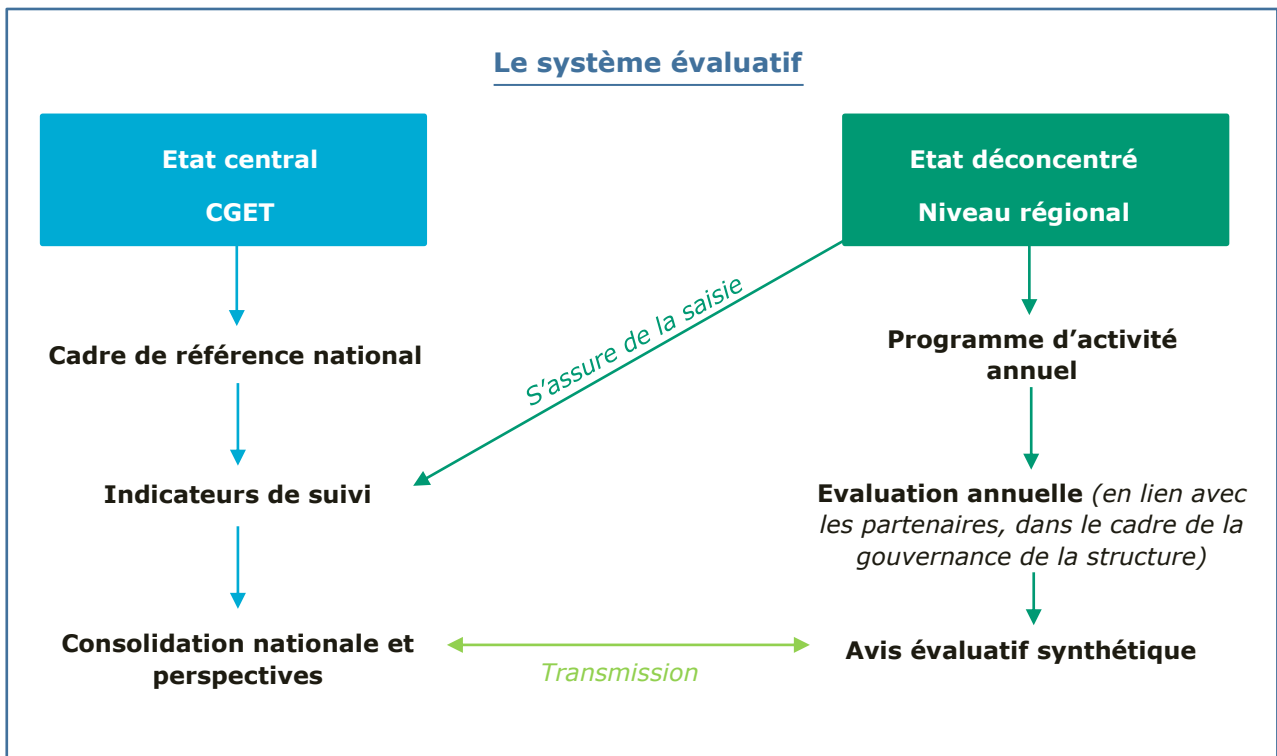 Le système évaluatif
Etat central
CGET
Etat déconcentré
Niveau régional
S’assure de la saisie
Cadre de référence national
Programme d’activité
annuel
Indicateurs de suivi
Evaluation annuelle (en lien avec
les partenaires, dans le cadre de la
gouvernance de la structure)
Consolidation nationale et
perspectives
Transmission
Avis évaluatif synthétique